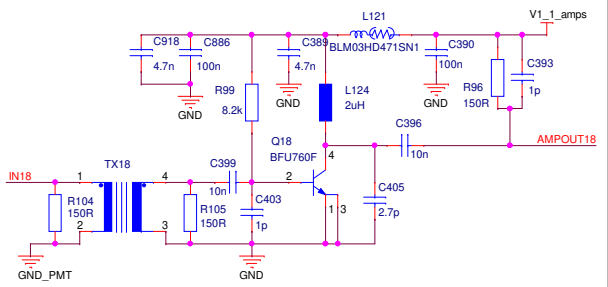 V1_1_amps
L121
BLM03HD471SN1
C918
4.7n
C886
100n
C389
4.7n
C390
100n
C393
1p
R96
150R
GND
GND
GND
R99
8.2k
L124
2uH
C396
10n
AMPOUT18
Q18
BFU760F
4
2
1
3
IN18
TX18
1
4
2
3
C399
10n
R104
150R
R105
150R
C403
1p
C405
2.7p
GND_PMT
GND